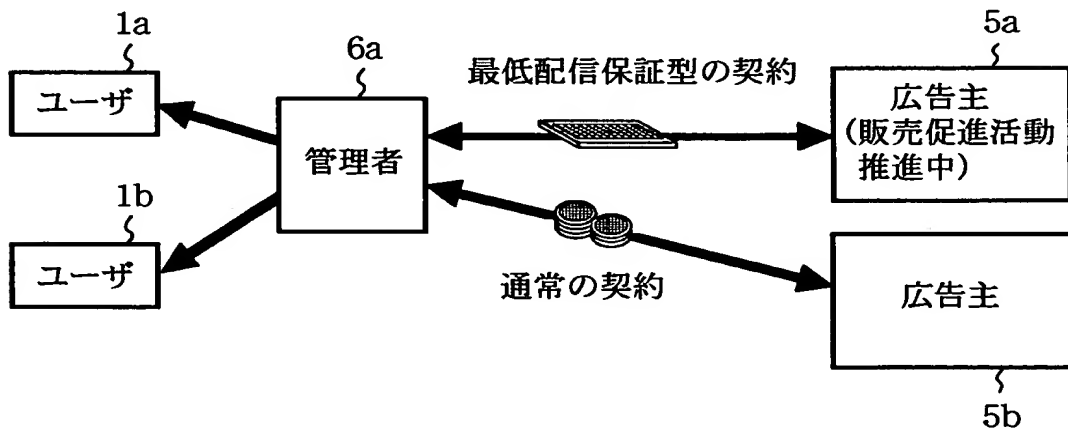 1a
ユーザ
1b
ユーザ
6a
管理者
最低配信保証型の契約
通常の契約
5a
広告主
(販売促進活動
推進中)
広告主
5b